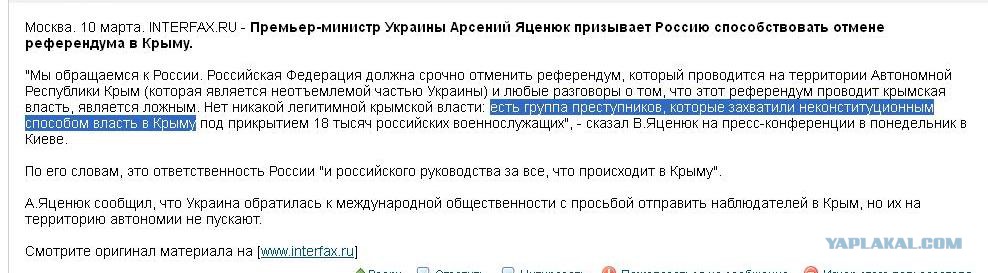 Москва. 10 марта. INTERFAX.RU - Премьер-министр Украины Арсений Яценюк призывает Россию способствовать отмене
референдума в Крыму.
"Мы обращаемся к России. Российская Федерация должна срочно отменить референдум, который проводится на территории Автономной
Республики Крым (которая является неотъемлемой частью Украины) и любые разговоры о том, что этот референдум проводит крымская
власть, является ложным. Нет никакой легитимной крымской власти: есть группа преступников, которые захватили неконституционным
способом власть в Крыму под прикрытием 18 тысяч российских военнослужащих", - сказал В.Яценюк на пресс-конференции в понедельник в
Киеве.
По его словам, это ответственность России "и российского руководства за все, что происходит в Крыму".
А.Яценюк сообщил, что Украина обратилась к международной общественности с просьбой отправить наблюдателей в Крым, но их на
территорию автономии не пускают.
Смотрите оригинал материала на [www.interfax.ru]
YAPLAKAL.COM